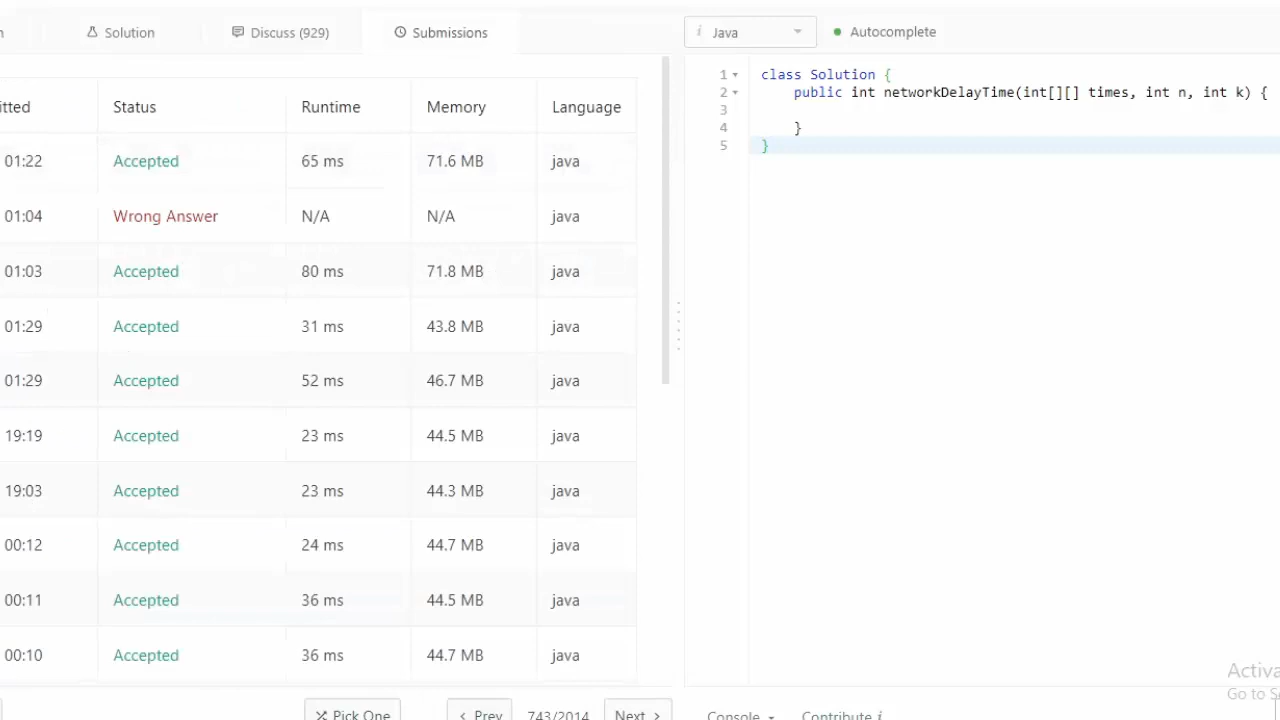 n
Solution
Discuss (929)
Submissions
i Java
Autocomplete
itted Status Runtime Memory Language
01:22 Accepted 65 ms 71.6 MB java
01:04 Wrong Answer N/A N/A java
01:03 Accepted 80 ms 71.8 MB java
01:29 Accepted 31 ms 43.8 MB java
01:29 Accepted 52 ms 46.7 MB java
19:19 Accepted 23 ms 44.5 MB java
19:03 Accepted 23 ms 44.3 MB java
00:12 Accepted 24 ms 44.7 MB java
00:11 Accepted 36 ms 44.5 MB java
00:10 Accepted 36 ms 44.7 MB java
1 class Solution {
2 public int networkDelayTime(int[][] times, int n, int k) {
3
4 }
5 }
Activa
Go to S
Pick One
‹ Prev
743/2014
Next ›
Console
Contribute i